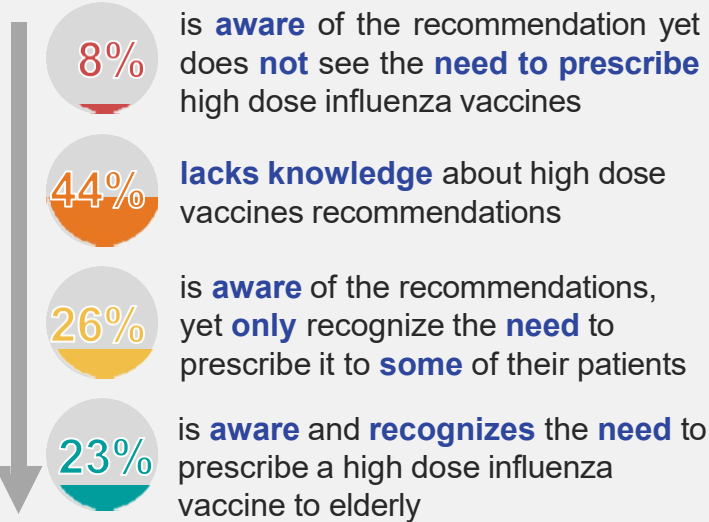 8%
is aware of the recommendation yet
does not see the need to prescribe
high dose influenza vaccines
44%
lacks knowledge about high dose
vaccines recommendations
26%
is aware of the recommendations,
yet only recognize the need to
prescribe it to some of their patients
23%
is aware and recognizes the need to
prescribe a high dose influenza
vaccine to elderly